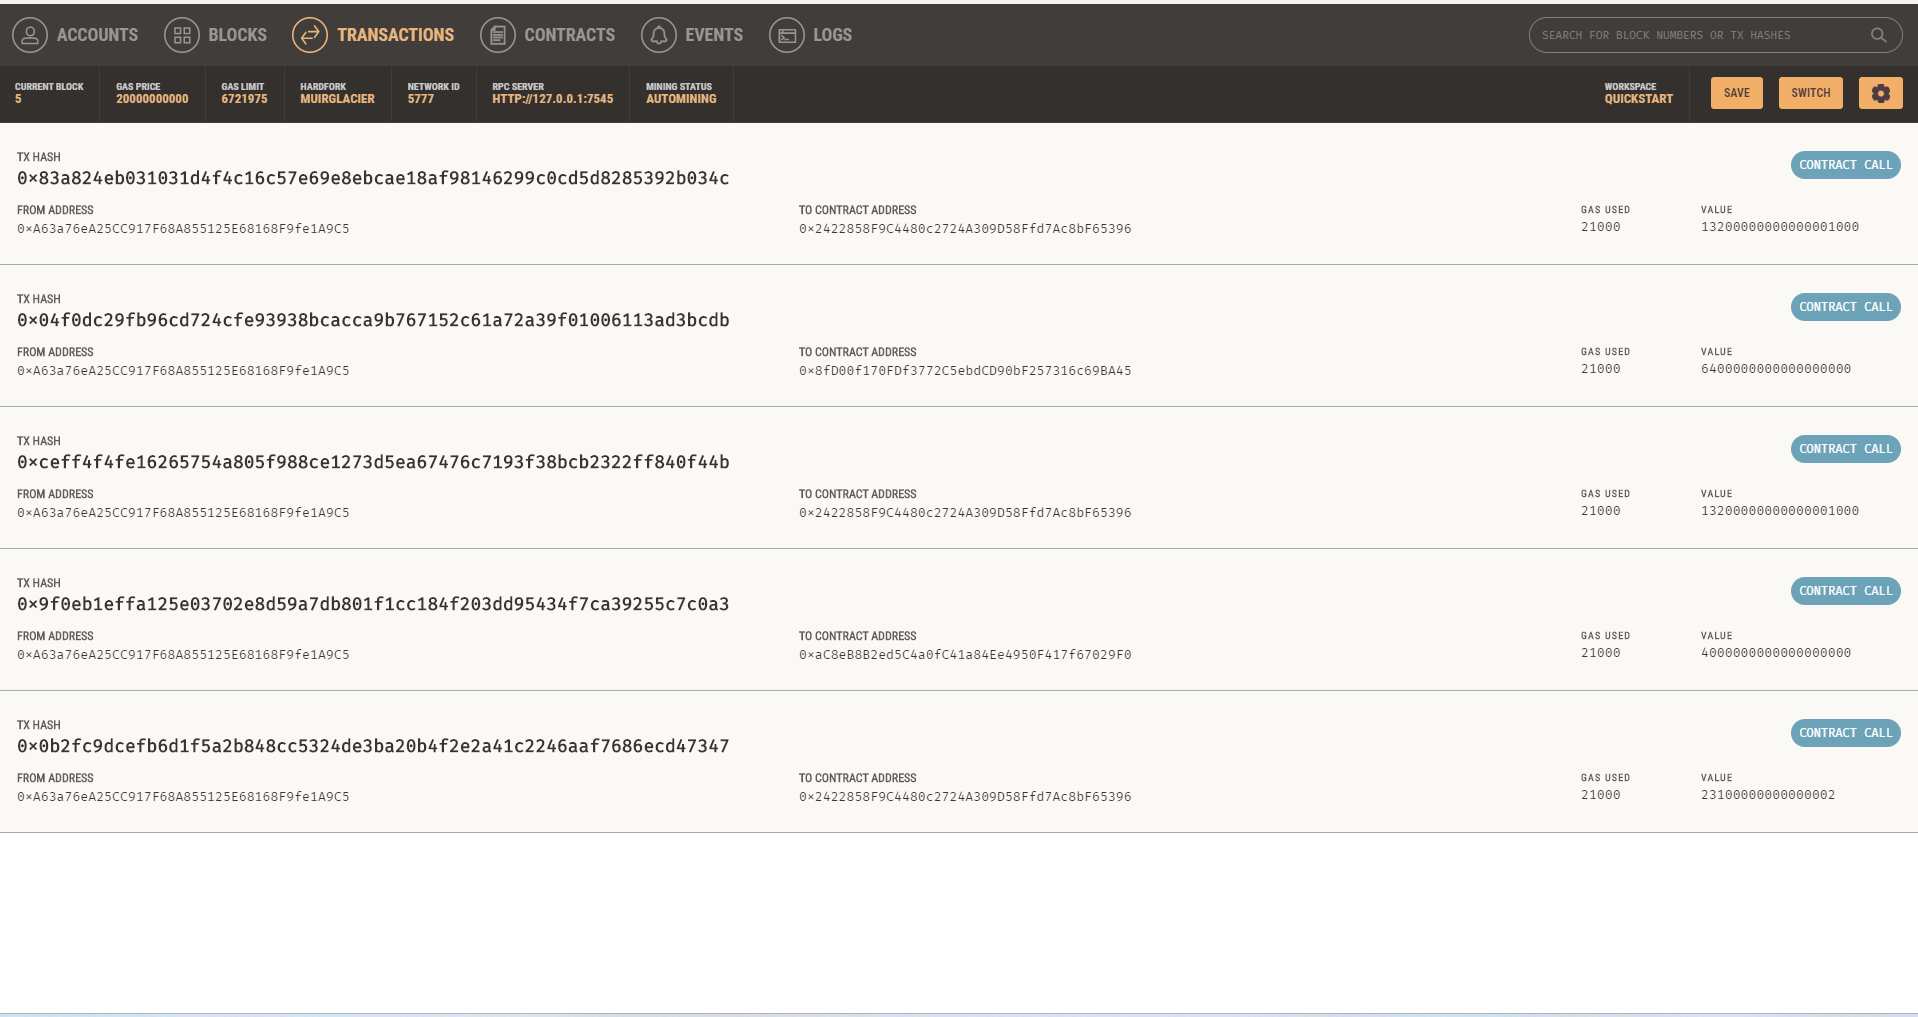 ACCOUNTS BLOCKS TRANSACTIONS CONTRACTS EVENTS LOGS SEARCH FOR BLOCK NUMBERS OR TX HASHES
CURRENT BLOCK GAS PRICE GAS LIMIT HARDFORK NETWORK ID RPC SERVER MINING STATUS WORKSPACE
5 20000000000 6721975 MUIRGLACIER 5777 HTTP://127.0.0.1:7545 AUTOMINING QUICKSTART SAVE SWITCH
TX HASH
0×83a824eb031031d4f4c16c57e69e8ebcae18af98146299c0cd5d8285392b034c CONTRACT CALL
FROM ADDRESS TO CONTRACT ADDRESS GAS USED VALUE
0×A63a76eA25CC917F68A855125E68168F9fe1A9C5 0×2422858F9C4480c2724A309D58Ffd7Ac8bF65396 21000 13200000000000001000
TX HASH
0×04f0dc29fb96cd724cfe93938bcacca9b767152c61a72a39f01006113ad3bcdb CONTRACT CALL
FROM ADDRESS TO CONTRACT ADDRESS GAS USED VALUE
0×A63a76eA25CC917F68A855125E68168F9fe1A9C5 0×8fD00f170FDf3772C5ebdCD90bF257316c69BA45 21000 6400000000000000000
TX HASH
0×ceff4f4fe16265754a805f988ce1273d5ea67476c7193f38bcb2322ff840f44b CONTRACT CALL
FROM ADDRESS TO CONTRACT ADDRESS GAS USED VALUE
0×A63a76eA25CC917F68A855125E68168F9fe1A9C5 0×2422858F9C4480c2724A309D58Ffd7Ac8bF65396 21000 13200000000000001000
TX HASH
0×9f0eb1effa125e03702e8d59a7db801f1cc184f203dd95434f7ca39255c7c0a3 CONTRACT CALL
FROM ADDRESS TO CONTRACT ADDRESS GAS USED VALUE
0×A63a76eA25CC917F68A855125E68168F9fe1A9C5 0×aC8eB8B2ed5C4a0fC41a84Ee4950F417f67029F0 21000 4000000000000000000
TX HASH
0×0b2fc9dcefb6d1f5a2b848cc5324de3ba20b4f2e2a41c2246aaf7686ecd47347 CONTRACT CALL
FROM ADDRESS TO CONTRACT ADDRESS GAS USED VALUE
0×A63a76eA25CC917F68A855125E68168F9fe1A9C5 0×2422858F9C4480c2724A309D58Ffd7Ac8bF65396 21000 23100000000000002